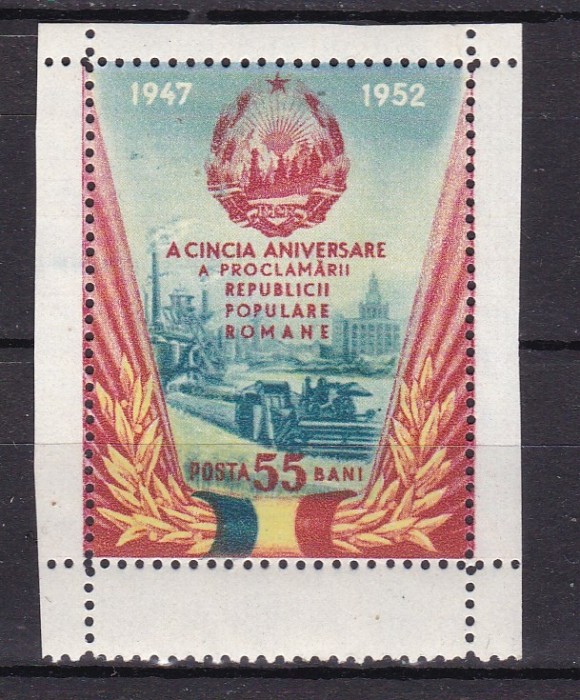 1947 1952
A CINCIA ANIVERSARE
A PROCLAMĂRII
REPUBLICII
POPULARE
ROMANE
POSTA 55 BANI